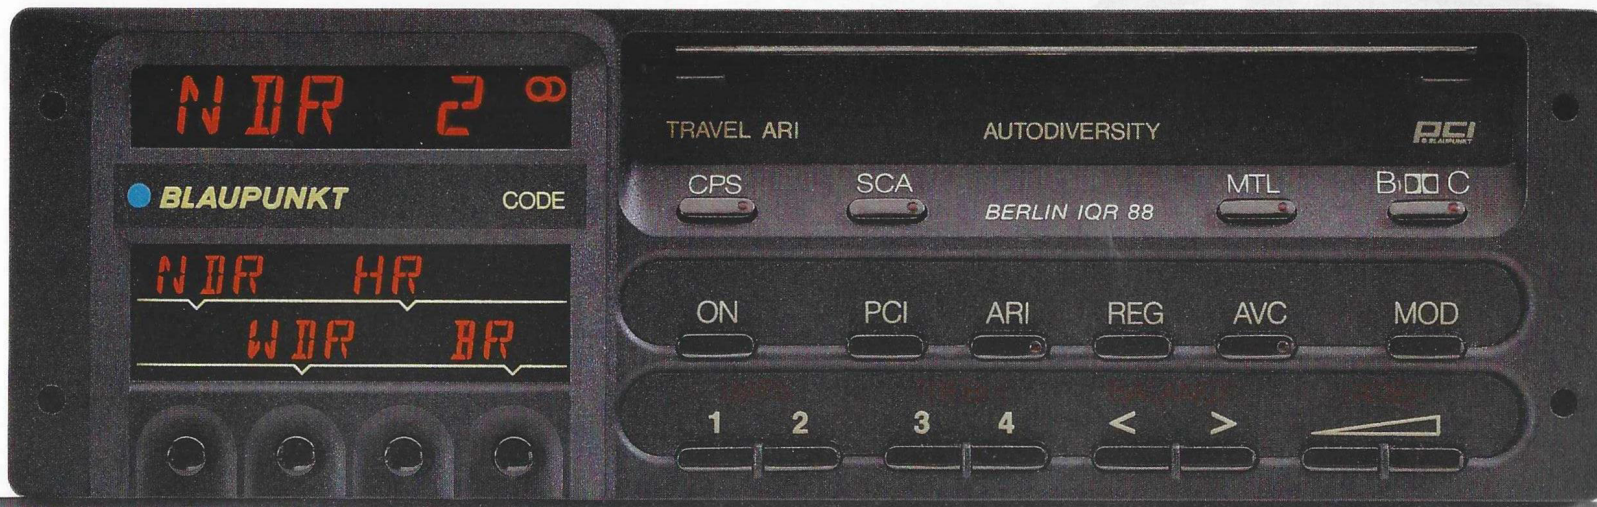 NDR 2
BLAUPUNKT CODE
NDR HR
WDR BR
TRAVEL ARI AUTODIVERSITY PCI
BLAUPUNKT
CPS SCA BERLIN IQR 88 MTL B C
ON PCI ARI REG AVC MOD
1 2 3 4 < >